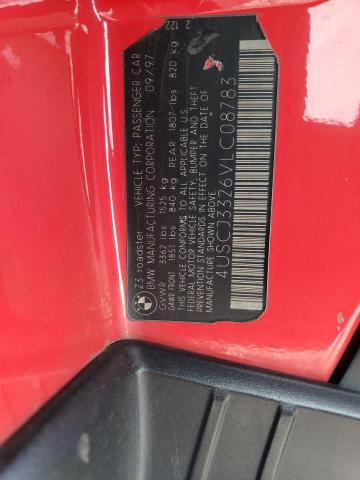 2 122
Z3 roadster VEHICLE TYP: PASSENGER CAR
BMW MANUFACTURING CORPORATION 09/97
GVWR 3362 lbs 1525 kg
GAWR FRONT 1851 lbs 840 kg REAR 1807 lbs 820 kg
THIS VEHICLE CONFORMS TO ALL APPLICABLE U.S.
FEDERAL MOTOR VEHICLE SAFETY, BUMPER AND THEFT
PREVENTION STANDARDS IN EFFECT ON THE DATE OF
MANUFACTURE SHOWN ABOVE.
4USCJ3326VLC08783